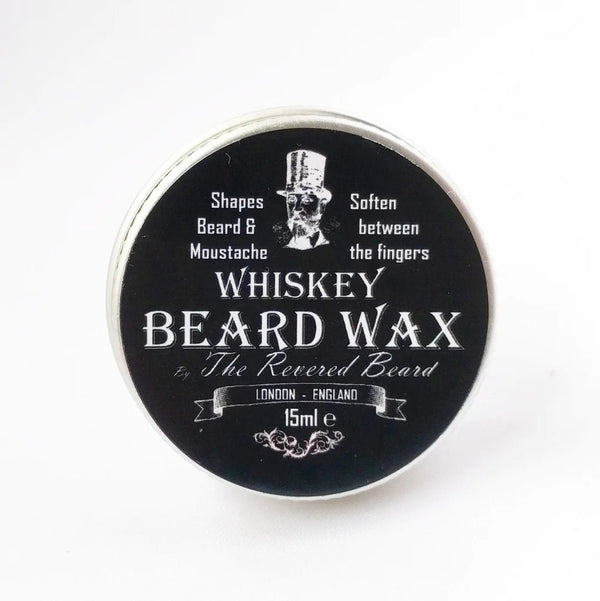 Shapes
Beard &
Moustache
Soften
between
the fingers
WHISKEY
BEARD WAX
By The Revered Beard
LONDON - ENGLAND
15ml ℮